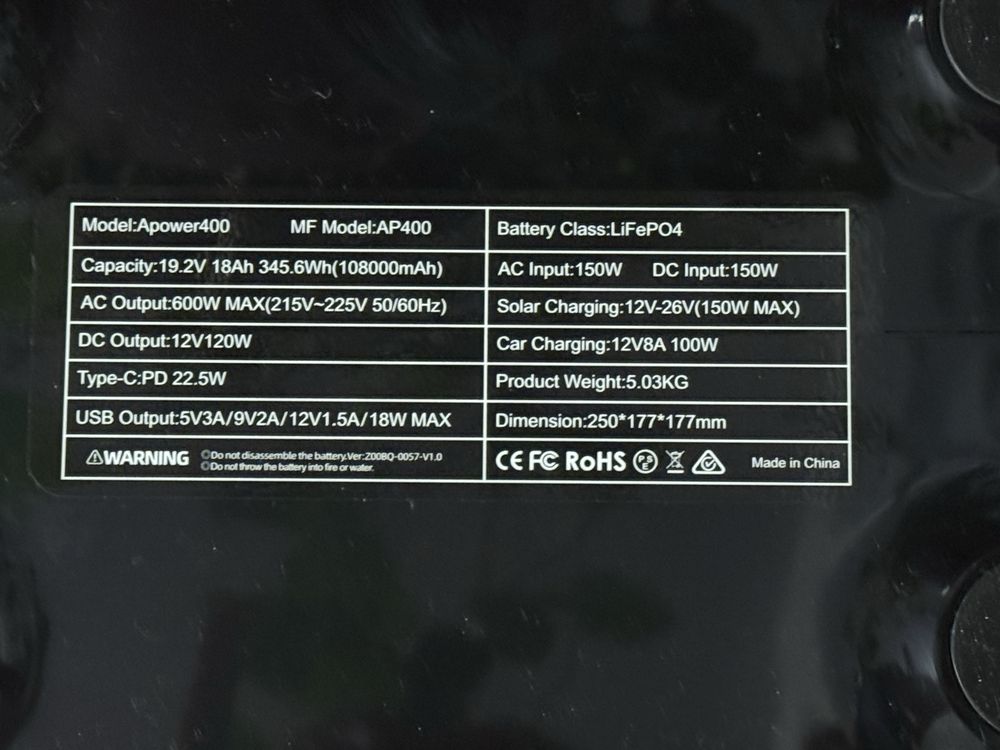 Model:Apower400 MF Model:AP400
Battery Class:LiFePO4
Capacity:19.2V 18Ah 345.6Wh(108000mAh)
AC Input:150W DC Input:150W
AC Output:600W MAX(215V~225V 50/60Hz)
Solar Charging:12V-26V(150W MAX)
DC Output:12V120W
Car Charging:12V8A 100W
Type-C:PD 22.5W
Product Weight:5.03KG
USB Output:5V3A/9V2A/12V1.5A/18W MAX
Dimension:250*177*177mm
WARNING
Do not disassemble the battery.Ver:Z00BQ-0057-V1.0
Do not throw the battery into fire or water.
CE FC RoHS PSE Made in China